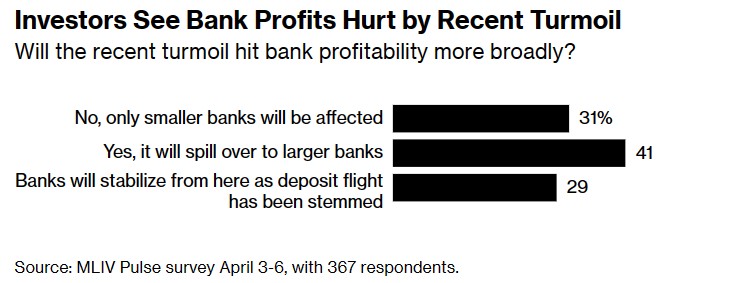 Investors See Bank Profits Hurt by Recent Turmoil
Will the recent turmoil hit bank profitability more broadly?
No, only smaller banks will be affected 31%
Yes, it will spill over to larger banks 41
Banks will stabilize from here as deposit flight
has been stemmed 29
Source: MLIV Pulse survey April 3-6, with 367 respondents.